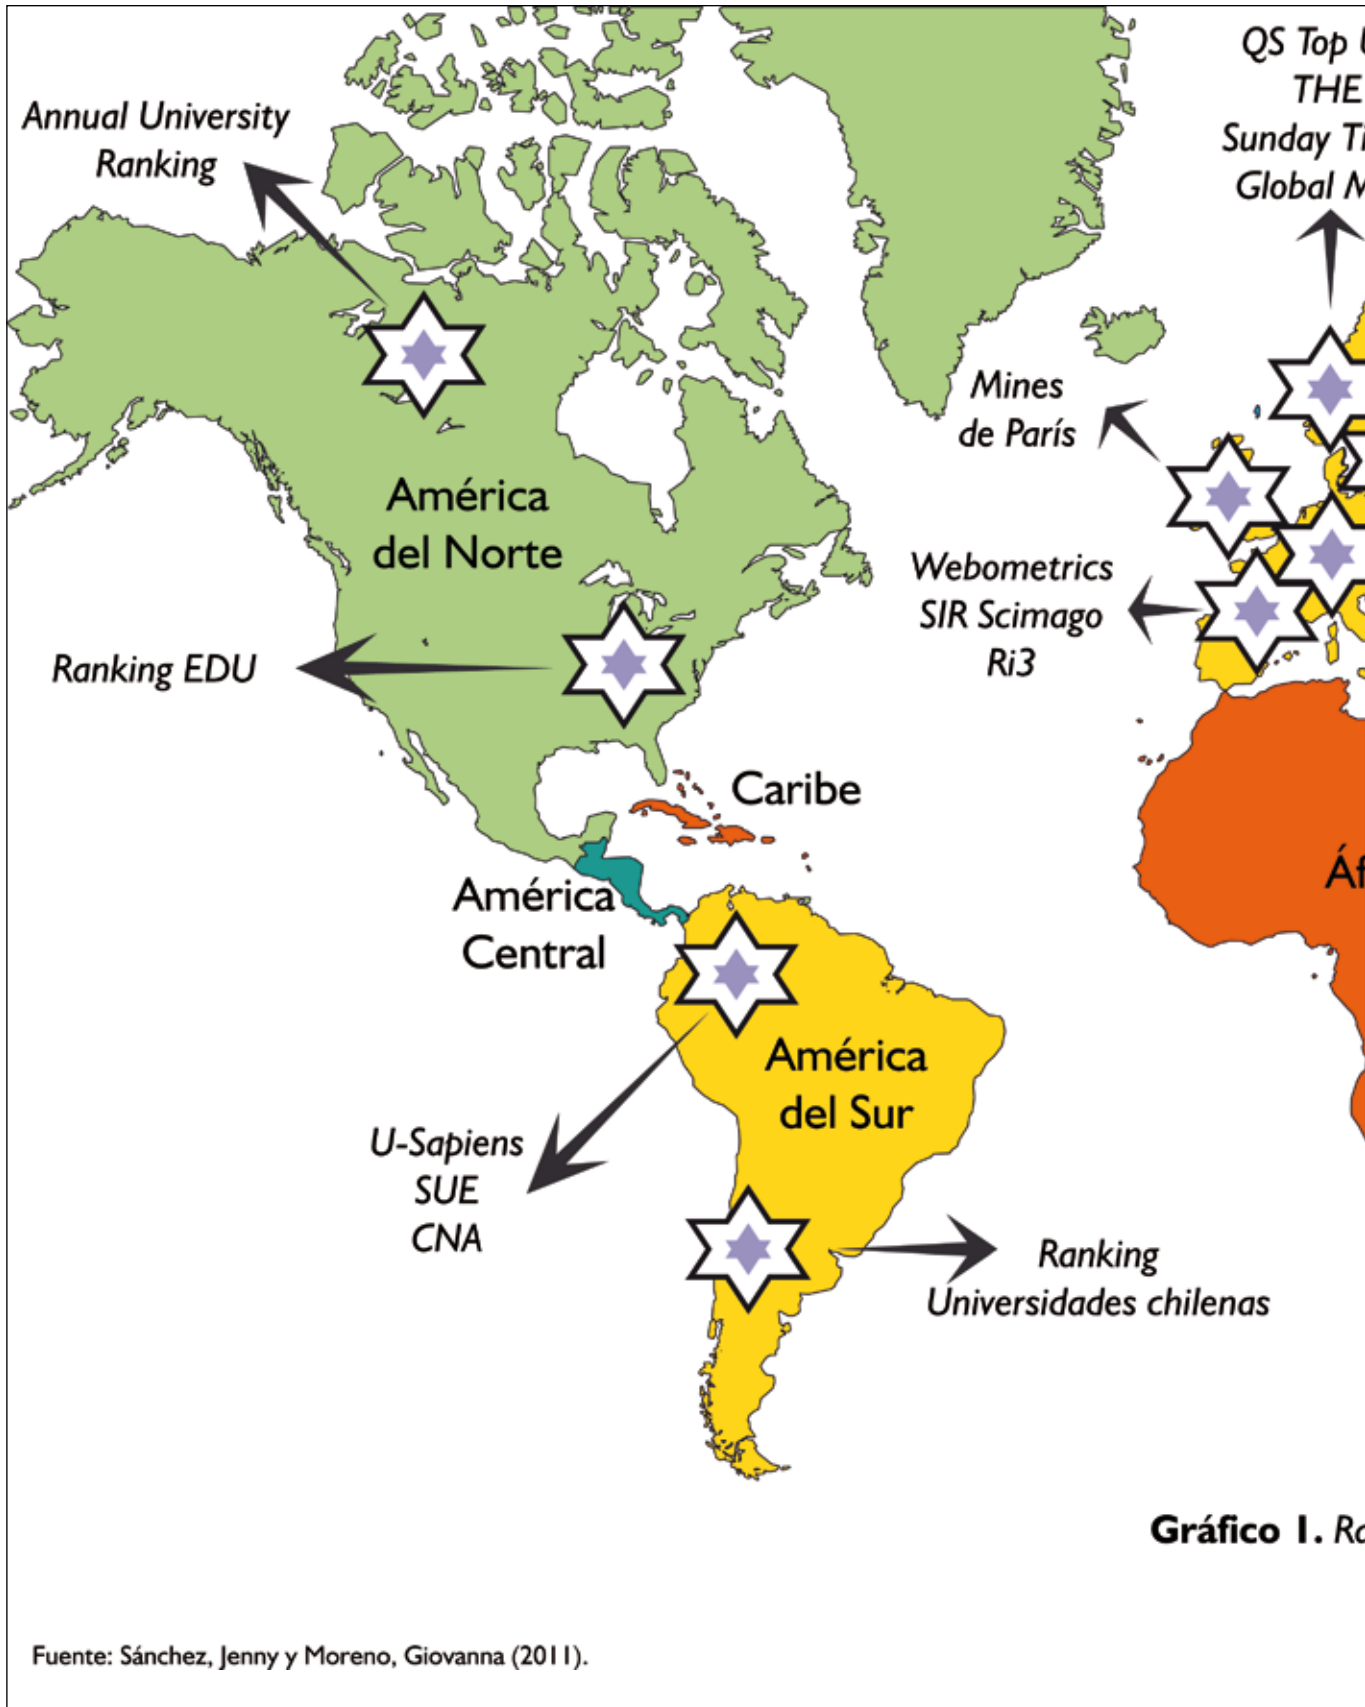 QS Top
THE
Sunday
Global
Annual University
Ranking
Mines
de París
América
del Norte
Webometrics
SIR Scimago
Ri3
Ranking EDU
Caribe
América
Central
América
del Sur
U-Sapiens
SUE
CNA
Ranking
Universidades chilenas
Gráfico 1.
Fuente: Sánchez, Jenny y Moreno, Giovanna (2011).